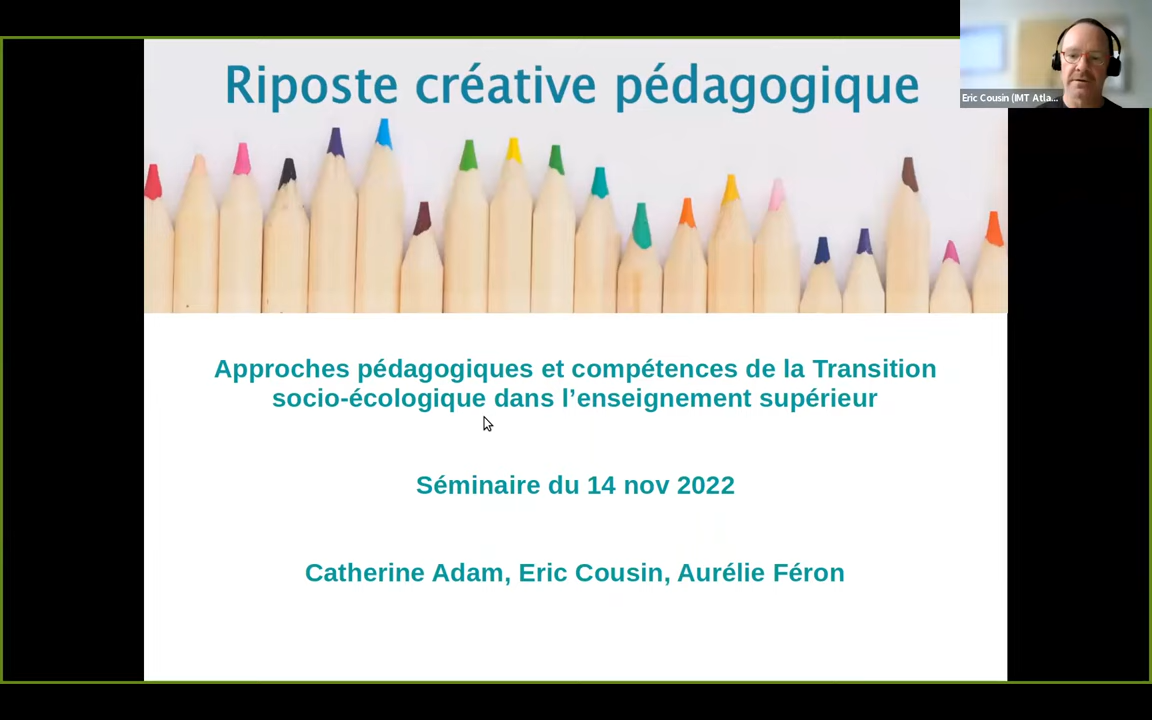 Riposte créative pédagogique
Eric Cousin (IMT Atla...
Approches pédagogiques et compétences de la Transition
socio-écologique dans l’enseignement supérieur
Séminaire du 14 nov 2022
Catherine Adam, Eric Cousin, Aurélie Féron